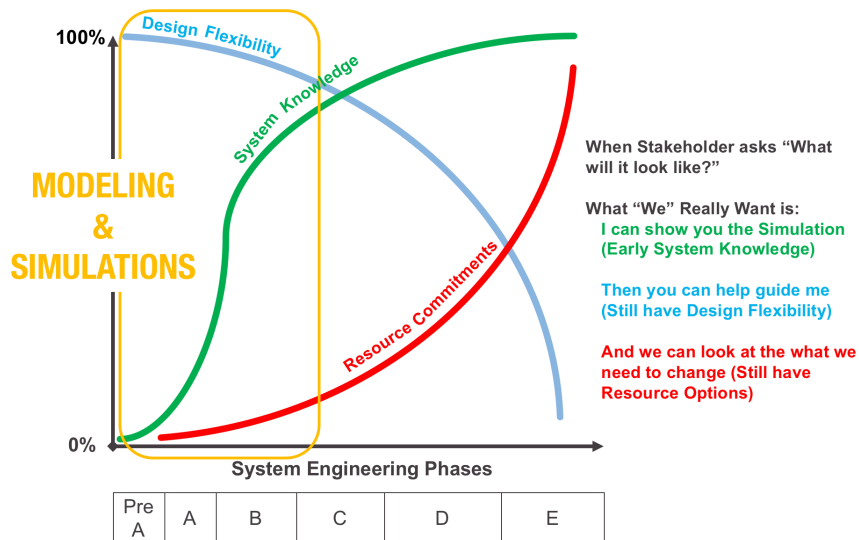 100%
Design Flexibility
System Knowledge
MODELING
&
SIMULATIONS
Resource Commitments
0%
System Engineering Phases
Pre
A
A
B
C
D
E
When Stakeholder asks “What
will it look like?”
What “We” Really Want is:
I can show you the Simulation
(Early System Knowledge)
Then you can help guide me
(Still have Design Flexibility)
And we can look at the what we
need to change (Still have
Resource Options)